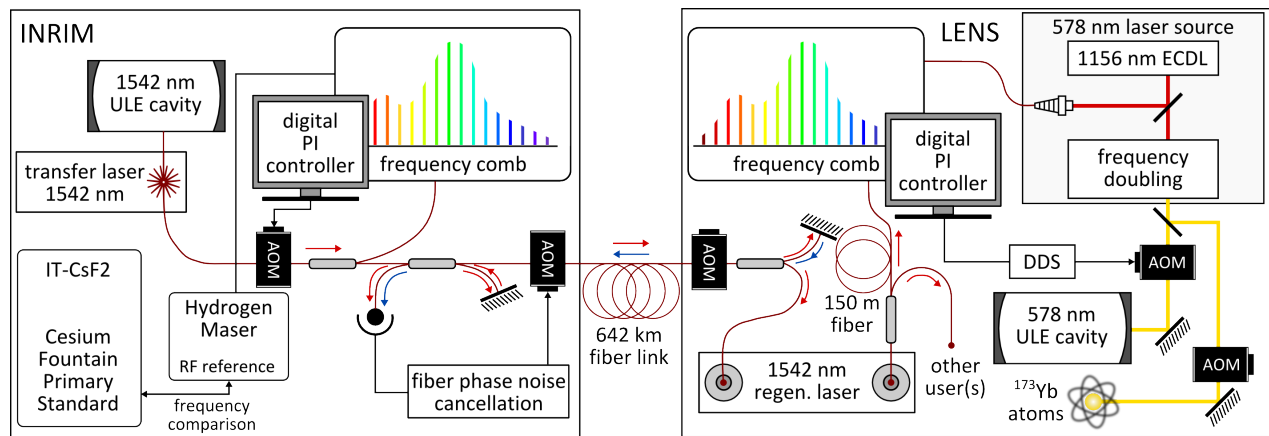 INRIM
1542 nm
ULE cavity
transfer laser
1542 nm
digital
PI
controller
frequency comb
AOM
IT-CsF2
Cesium
Fountain
Primary
Standard
Hydrogen
Maser
RF reference
frequency
comparison
AOM
fiber phase noise
cancellation
642 km
fiber link
LENS
frequency comb
digital
PI
controller
578 nm laser source
1156 nm ECDL
frequency
doubling
AOM
150 m
fiber
1542 nm
regen. laser
other
user(s)
DDS
AOM
578 nm
ULE cavity
AOM
173Yb
atoms